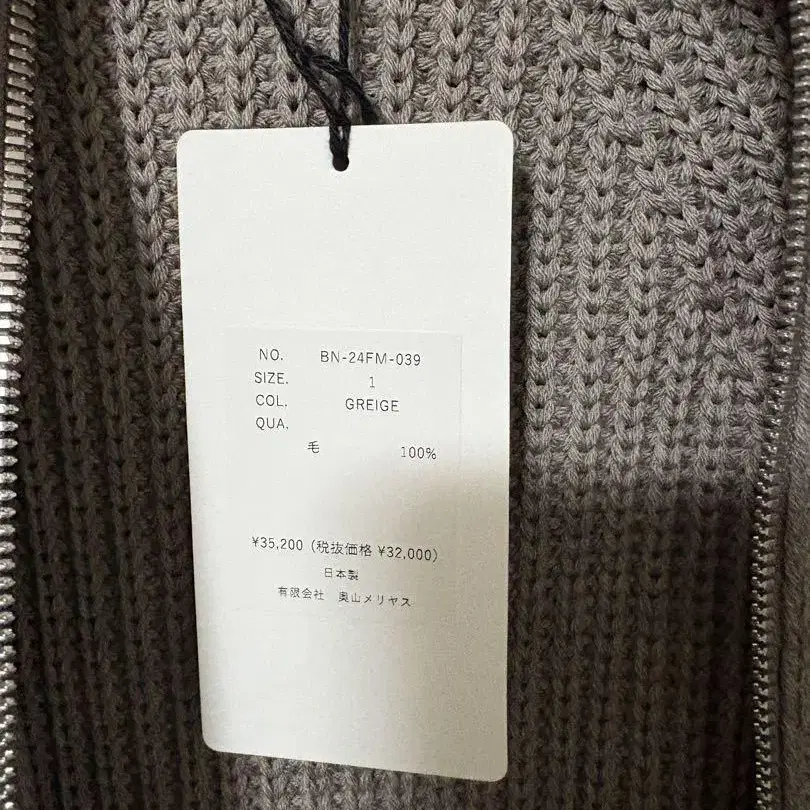 NO. BN-24FM-039
SIZE. 1
COL. GREIGE
QUA.
毛 100%
¥35,200 (税抜価格 ¥32,000)
日本製
有限会社 奥山メリヤス